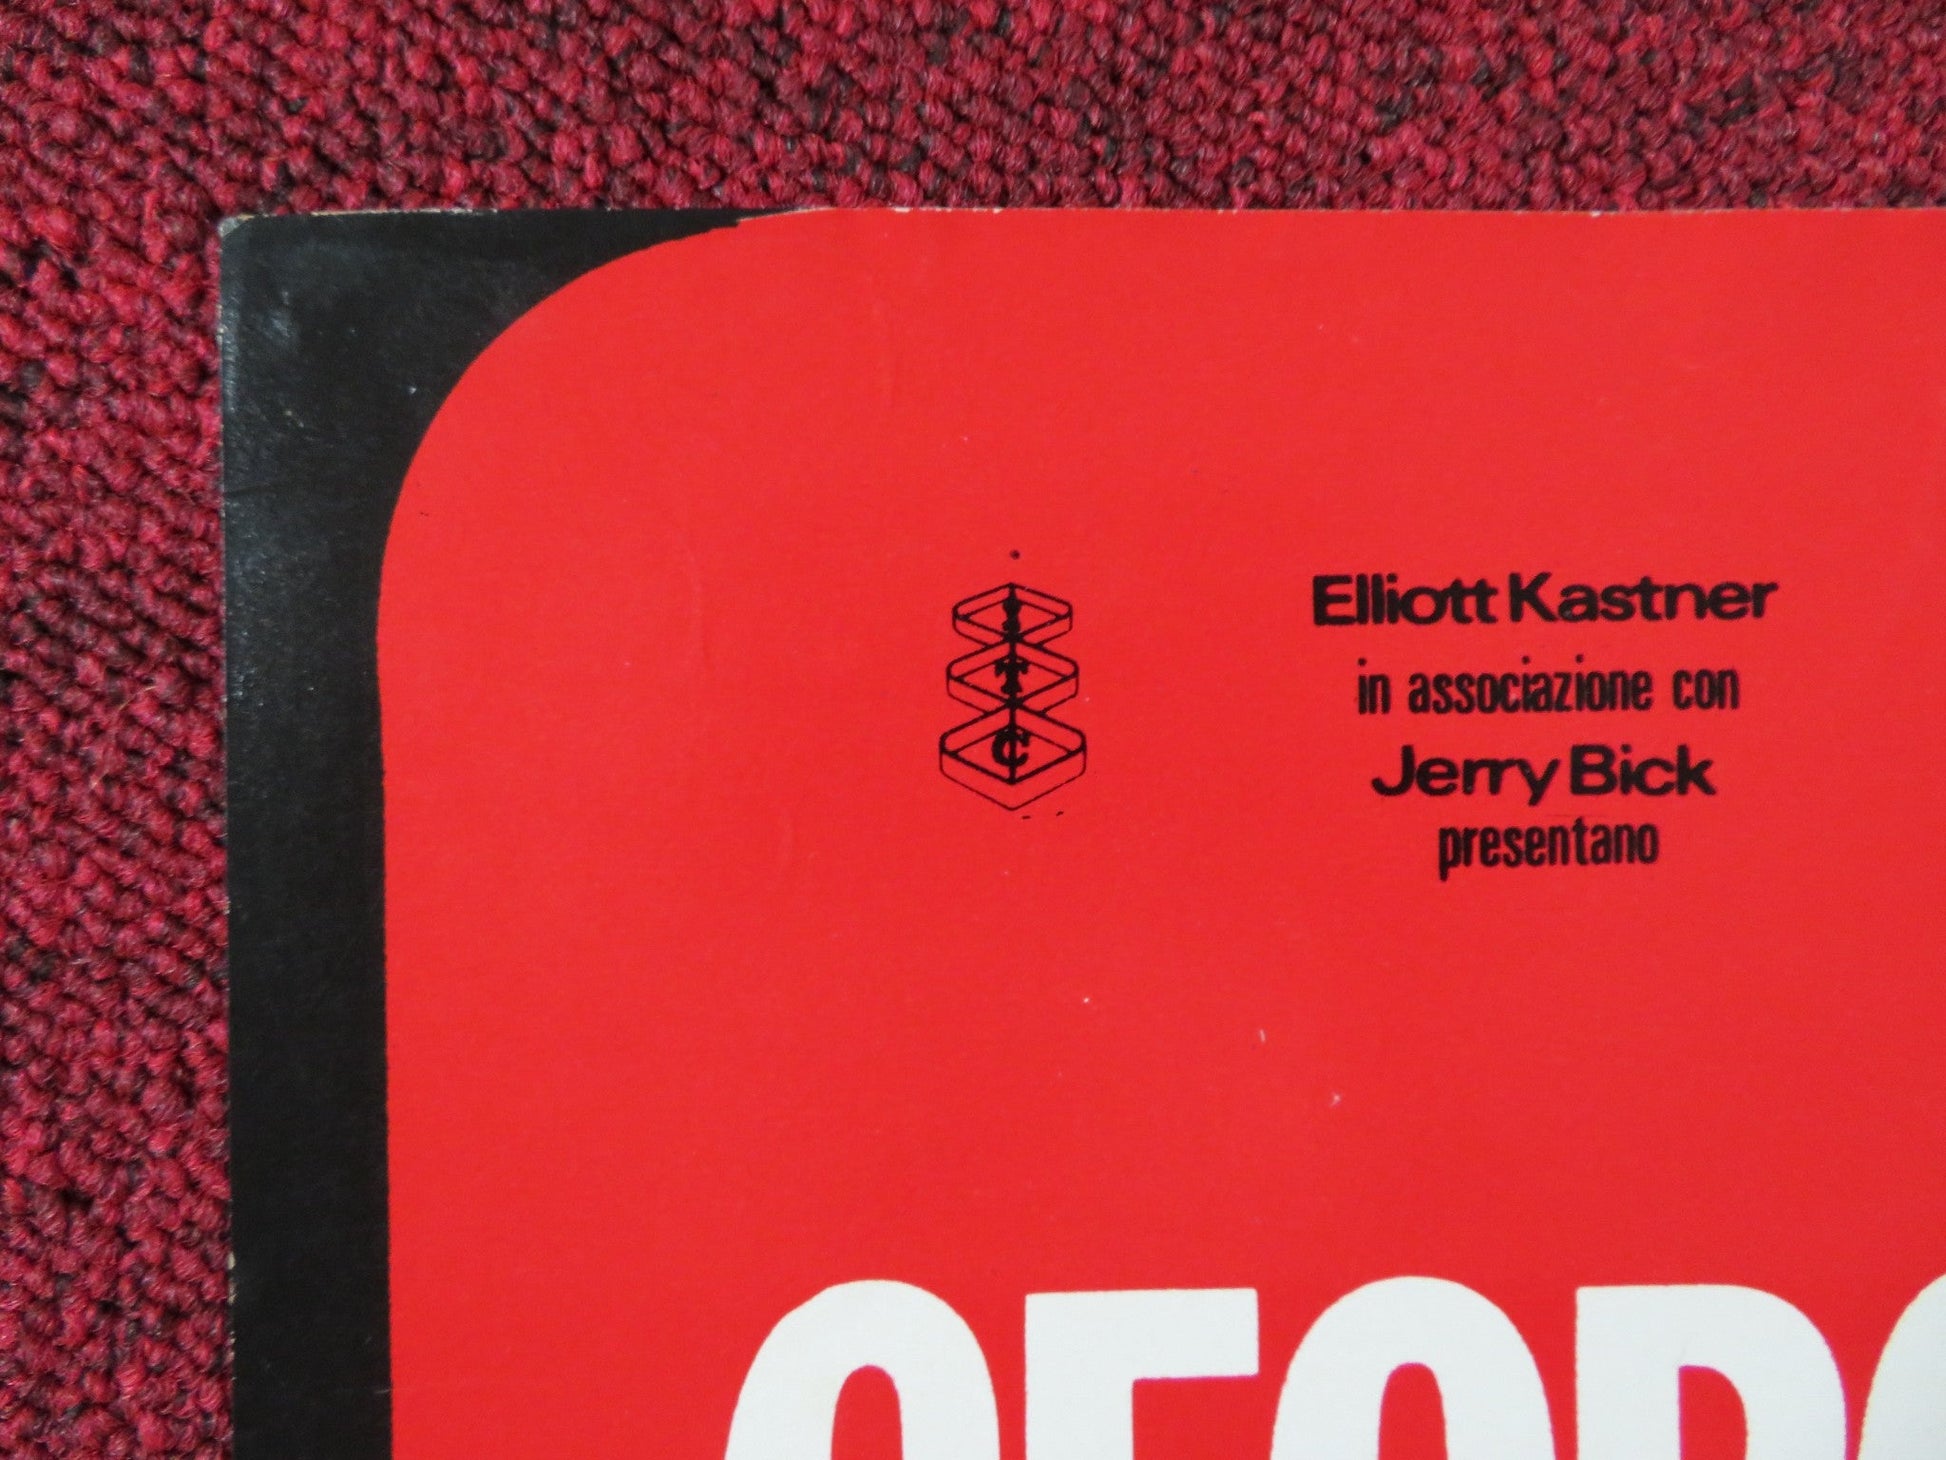 I
T
C
Elliott Kastner
in associazione con
Jerry Bick
presentano